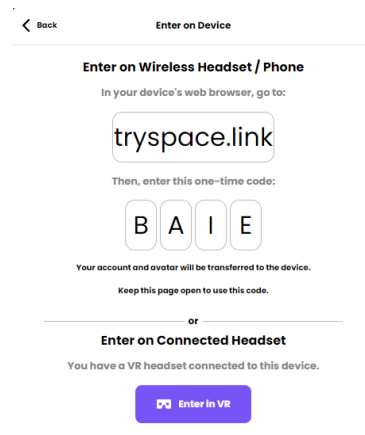 Back
Enter on Device
Enter on Wireless Headset / Phone
In your device's web browser, go to:
tryspace.link
Then, enter this one-time code:
B A I E
Your account and avatar will be transferred to the device.
Keep this page open to use this code.
or
Enter on Connected Headset
You have a VR headset connected to this device.
Enter in VR